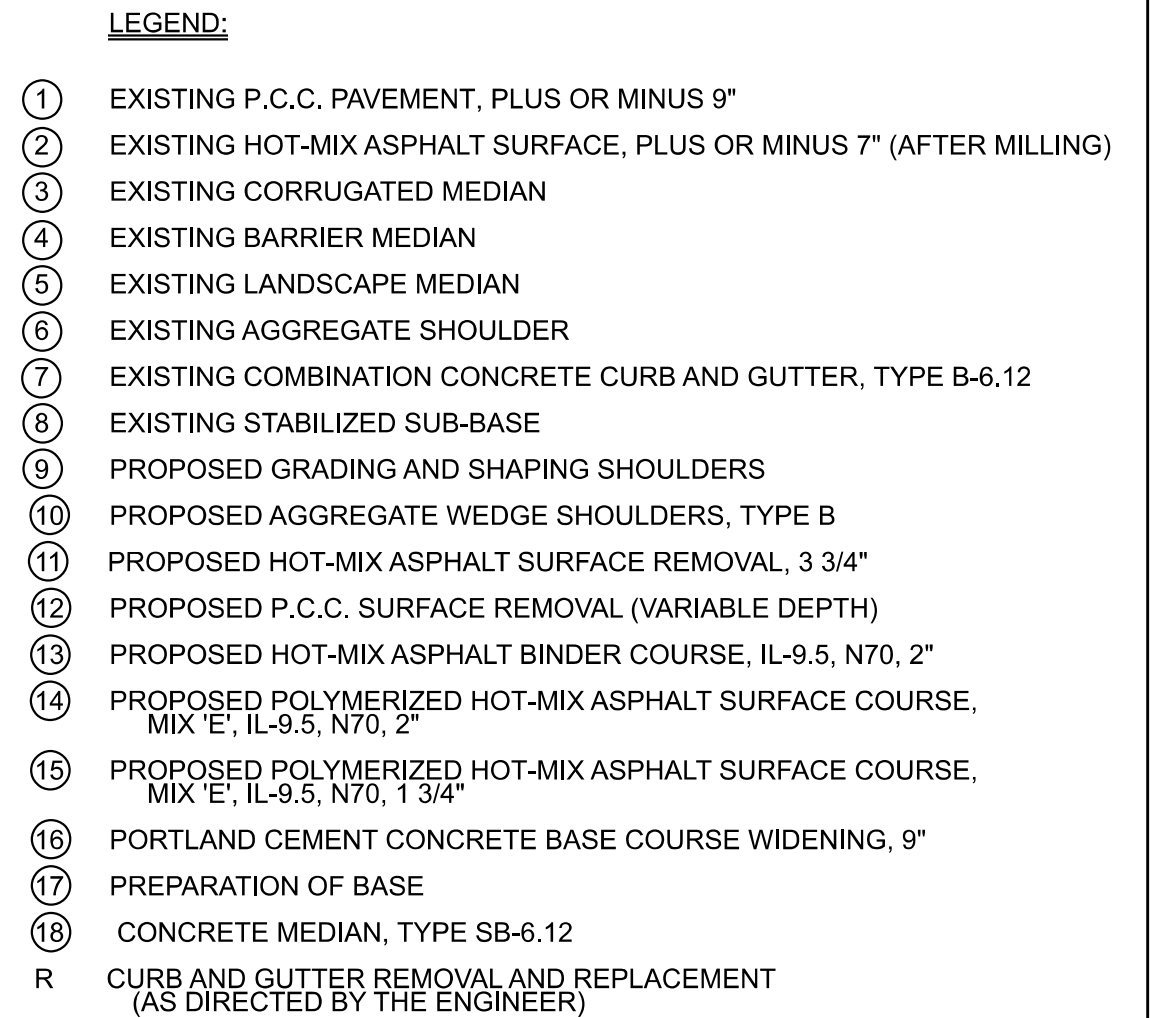 LEGEND:
1 EXISTING P.C.C. PAVEMENT, PLUS OR MINUS 9"
2 EXISTING HOT-MIX ASPHALT SURFACE, PLUS OR MINUS 7" (AFTER MILLING)
3 EXISTING CORRUGATED MEDIAN
4 EXISTING BARRIER MEDIAN
5 EXISTING LANDSCAPE MEDIAN
6 EXISTING AGGREGATE SHOULDER
7 EXISTING COMBINATION CONCRETE CURB AND GUTTER, TYPE B-6.12
8 EXISTING STABILIZED SUB-BASE
9 PROPOSED GRADING AND SHAPING SHOULDERS
10 PROPOSED AGGREGATE WEDGE SHOULDERS, TYPE B
11 PROPOSED HOT-MIX ASPHALT SURFACE REMOVAL, 3 3/4"
12 PROPOSED P.C.C. SURFACE REMOVAL (VARIABLE DEPTH)
13 PROPOSED HOT-MIX ASPHALT BINDER COURSE, IL-9.5, N70, 2"
14 PROPOSED POLYMERIZED HOT-MIX ASPHALT SURFACE COURSE,
MIX 'E', IL-9.5, N70, 2"
15 PROPOSED POLYMERIZED HOT-MIX ASPHALT SURFACE COURSE,
MIX 'E', IL-9.5, N70, 1 3/4"
16 PORTLAND CEMENT CONCRETE BASE COURSE WIDENING, 9"
17 PREPARATION OF BASE
18 CONCRETE MEDIAN, TYPE SB-6.12
R CURB AND GUTTER REMOVAL AND REPLACEMENT
(AS DIRECTED BY THE ENGINEER)